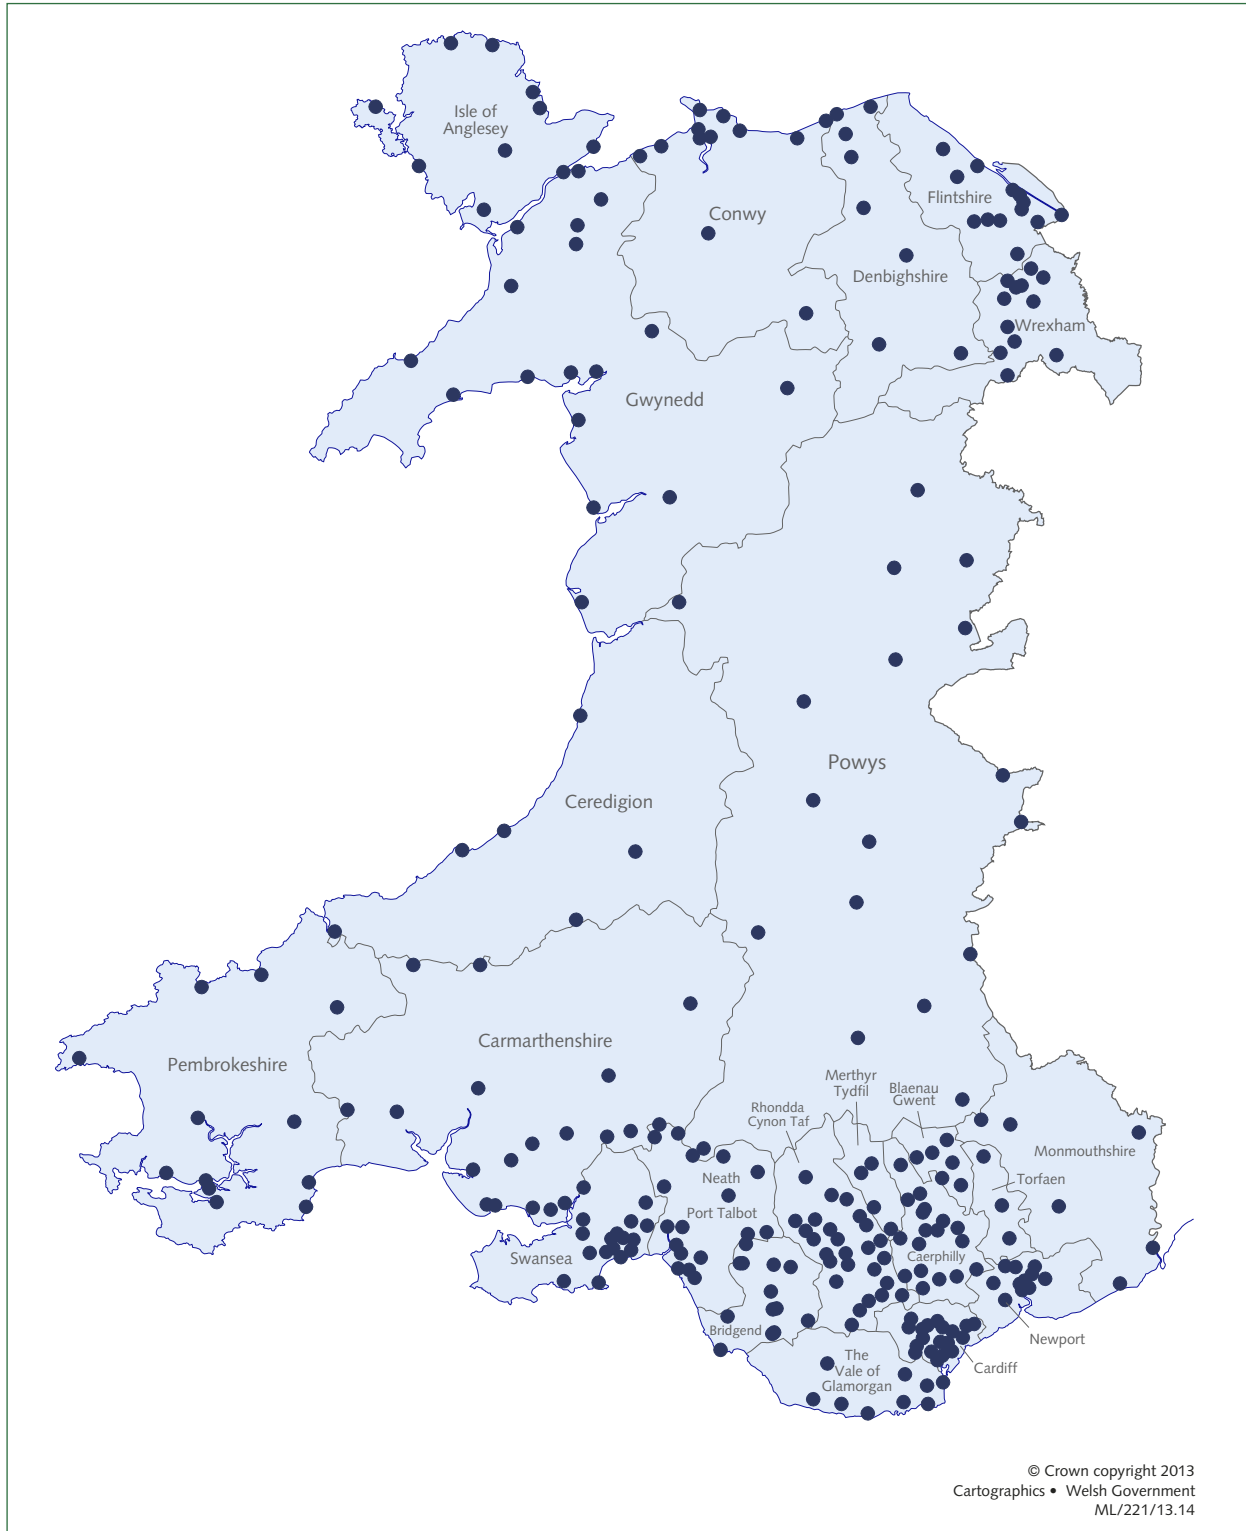 Isle of
Anglesey
Conwy
Flintshire
Denbighshire
Wrexham
Gwynedd
Powys
Ceredigion
Carmarthenshire
Pembrokeshire
Merthyr
Tydfil
Blaenau
Gwent
Rhondda
Cynon Taf
Monmouthshire
Neath
Port Talbot
Torfaen
Swansea
Caerphilly
Bridgend
Newport
The
Vale of
Glamorgan
Cardiff
© Crown copyright 2013
Cartographics • Welsh Government
ML/221/13.14